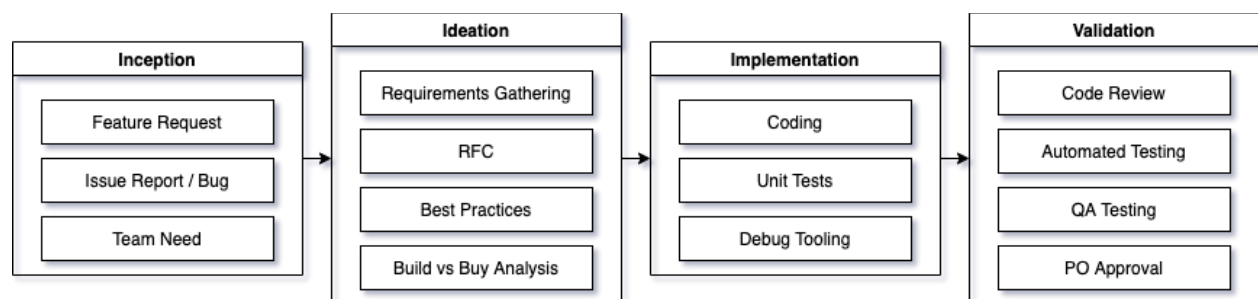 Inception
Feature Request
Issue Report / Bug
Team Need
Ideation
Requirements Gathering
RFC
Best Practices
Build vs Buy Analysis
Implementation
Coding
Unit Tests
Debug Tooling
Validation
Code Review
Automated Testing
QA Testing
PO Approval